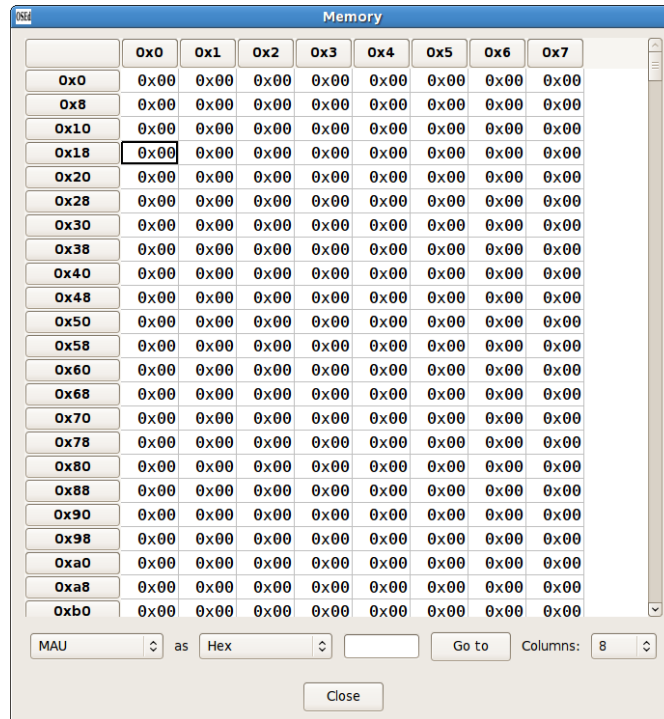 OSEd Memory
0x0 0x1 0x2 0x3 0x4 0x5 0x6 0x7
0x0 0x00 0x00 0x00 0x00 0x00 0x00 0x00 0x00
0x8 0x00 0x00 0x00 0x00 0x00 0x00 0x00 0x00
0x10 0x00 0x00 0x00 0x00 0x00 0x00 0x00 0x00
0x18 0x00 0x00 0x00 0x00 0x00 0x00 0x00 0x00
0x20 0x00 0x00 0x00 0x00 0x00 0x00 0x00 0x00
0x28 0x00 0x00 0x00 0x00 0x00 0x00 0x00 0x00
0x30 0x00 0x00 0x00 0x00 0x00 0x00 0x00 0x00
0x38 0x00 0x00 0x00 0x00 0x00 0x00 0x00 0x00
0x40 0x00 0x00 0x00 0x00 0x00 0x00 0x00 0x00
0x48 0x00 0x00 0x00 0x00 0x00 0x00 0x00 0x00
0x50 0x00 0x00 0x00 0x00 0x00 0x00 0x00 0x00
0x58 0x00 0x00 0x00 0x00 0x00 0x00 0x00 0x00
0x60 0x00 0x00 0x00 0x00 0x00 0x00 0x00 0x00
0x68 0x00 0x00 0x00 0x00 0x00 0x00 0x00 0x00
0x70 0x00 0x00 0x00 0x00 0x00 0x00 0x00 0x00
0x78 0x00 0x00 0x00 0x00 0x00 0x00 0x00 0x00
0x80 0x00 0x00 0x00 0x00 0x00 0x00 0x00 0x00
0x88 0x00 0x00 0x00 0x00 0x00 0x00 0x00 0x00
0x90 0x00 0x00 0x00 0x00 0x00 0x00 0x00 0x00
0x98 0x00 0x00 0x00 0x00 0x00 0x00 0x00 0x00
0xa0 0x00 0x00 0x00 0x00 0x00 0x00 0x00 0x00
0xa8 0x00 0x00 0x00 0x00 0x00 0x00 0x00 0x00
0xb0 0x00 0x00 0x00 0x00 0x00 0x00 0x00 0x00
MAU as Hex Go to Columns: 8
Close